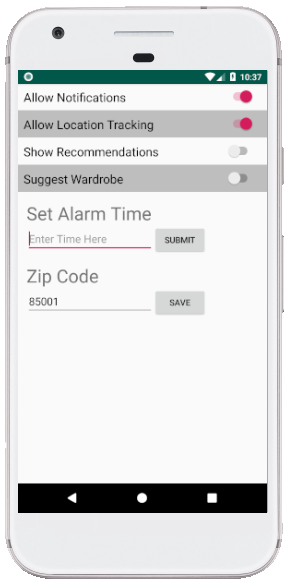 10:37
Allow Notifications
Allow Location Tracking
Show Recommendations
Suggest Wardrobe
Set Alarm Time
Enter Time Here
SUBMIT
Zip Code
85001
SAVE